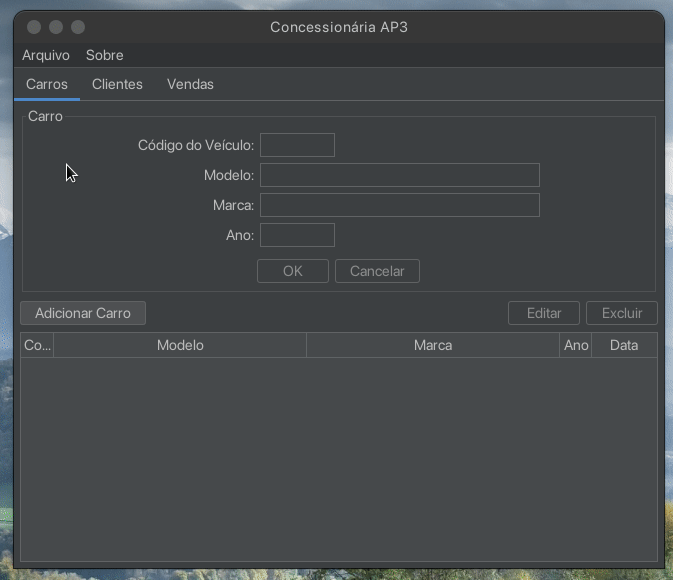 Concessionária AP3
Arquivo Sobre
Carros Clientes Vendas
Carro
Código do Veículo:
Modelo:
Marca:
Ano:
OK Cancelar
Adicionar Carro Editar Excluir
Co... Modelo Marca Ano Data